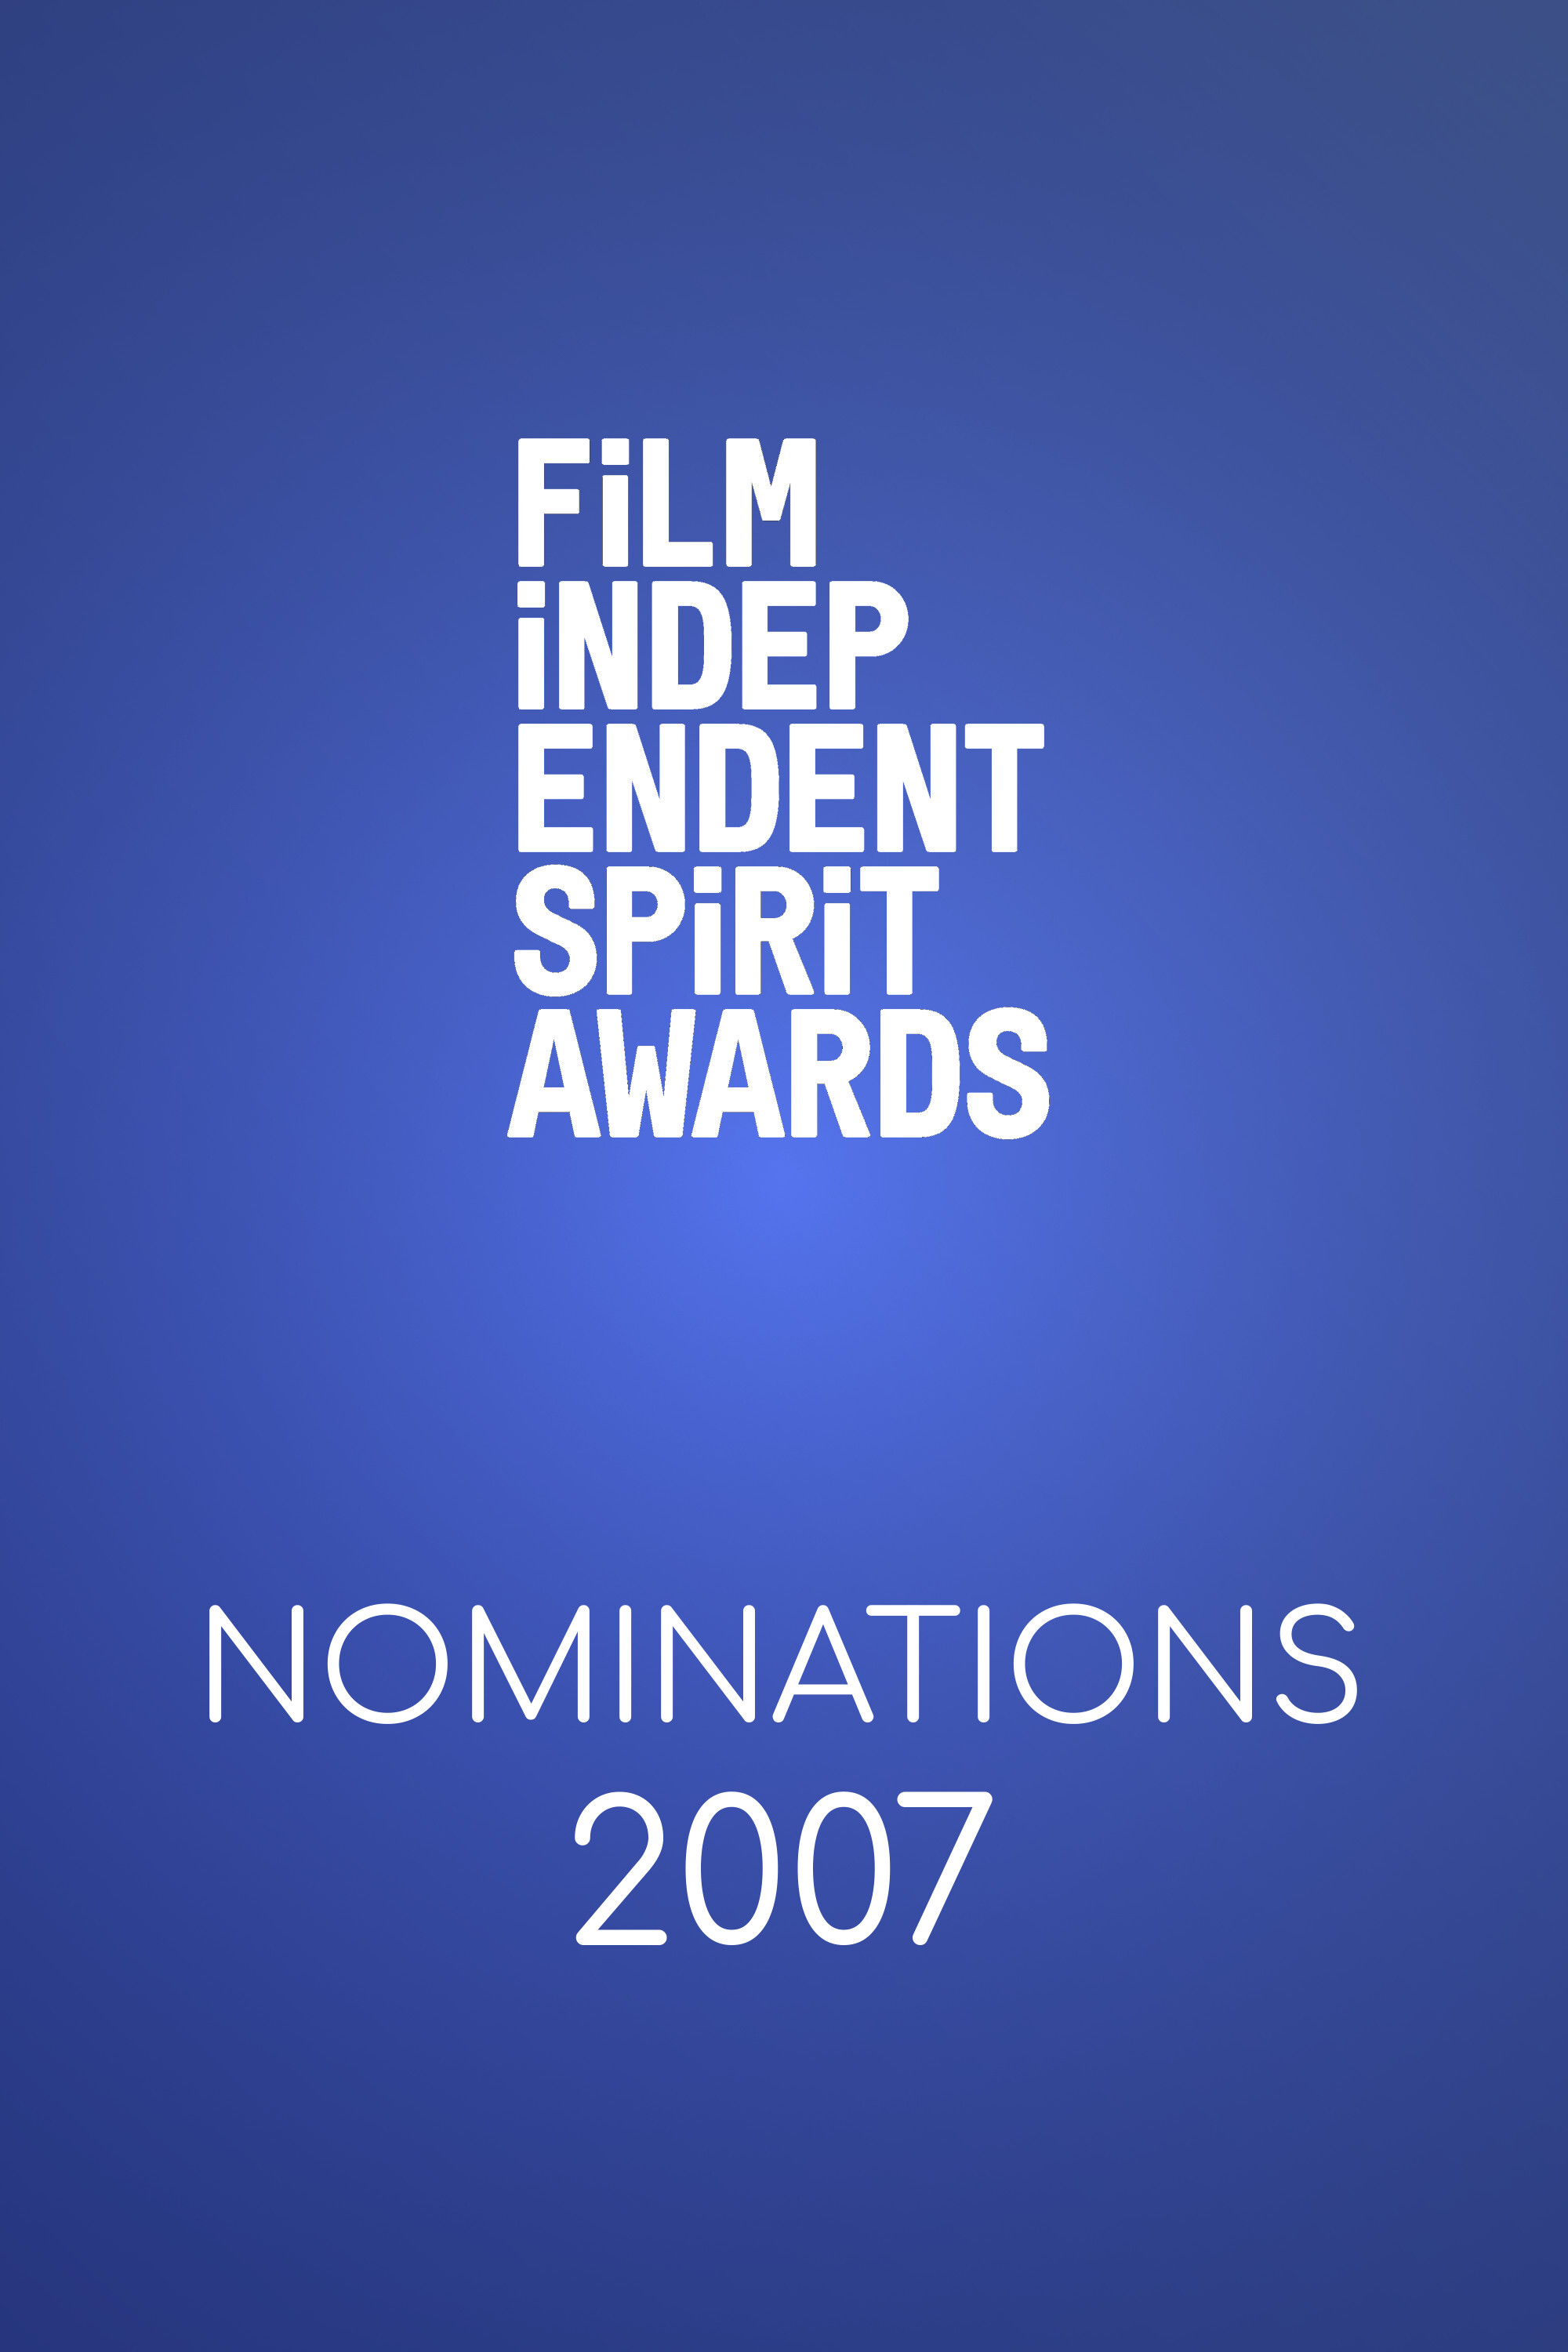 FiLM
iNDEP
ENDENT
SPiRiT
AWARDS
NOMINATIONS
2007